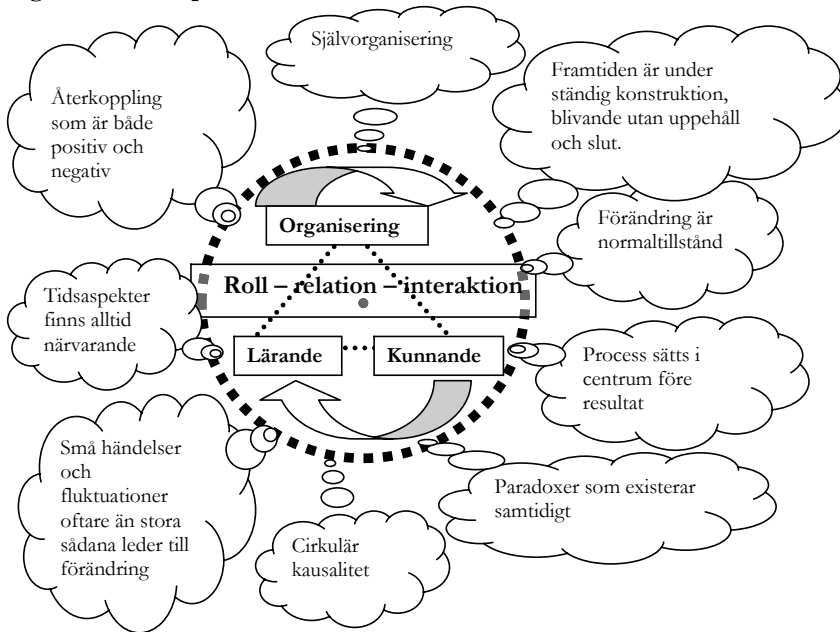 Självorganisering
Återkoppling
som är både
positiv och
negativ
Framtiden är under
ständig konstruktion,
blivande utan uppehåll
och slut.
Organisering
Förändring är
normaltillstånd
Roll – relation – interaktion
Tidsaspekter
finns alltid
närvarande
Lärande
Kunnande
Process sätts i
centrum före
resultat
Små händelser
och
fluktuationer
oftare än stora
sådana leder till
förändring
Paradoxer som existerar
samtidigt
Cirkulär
kausalitet